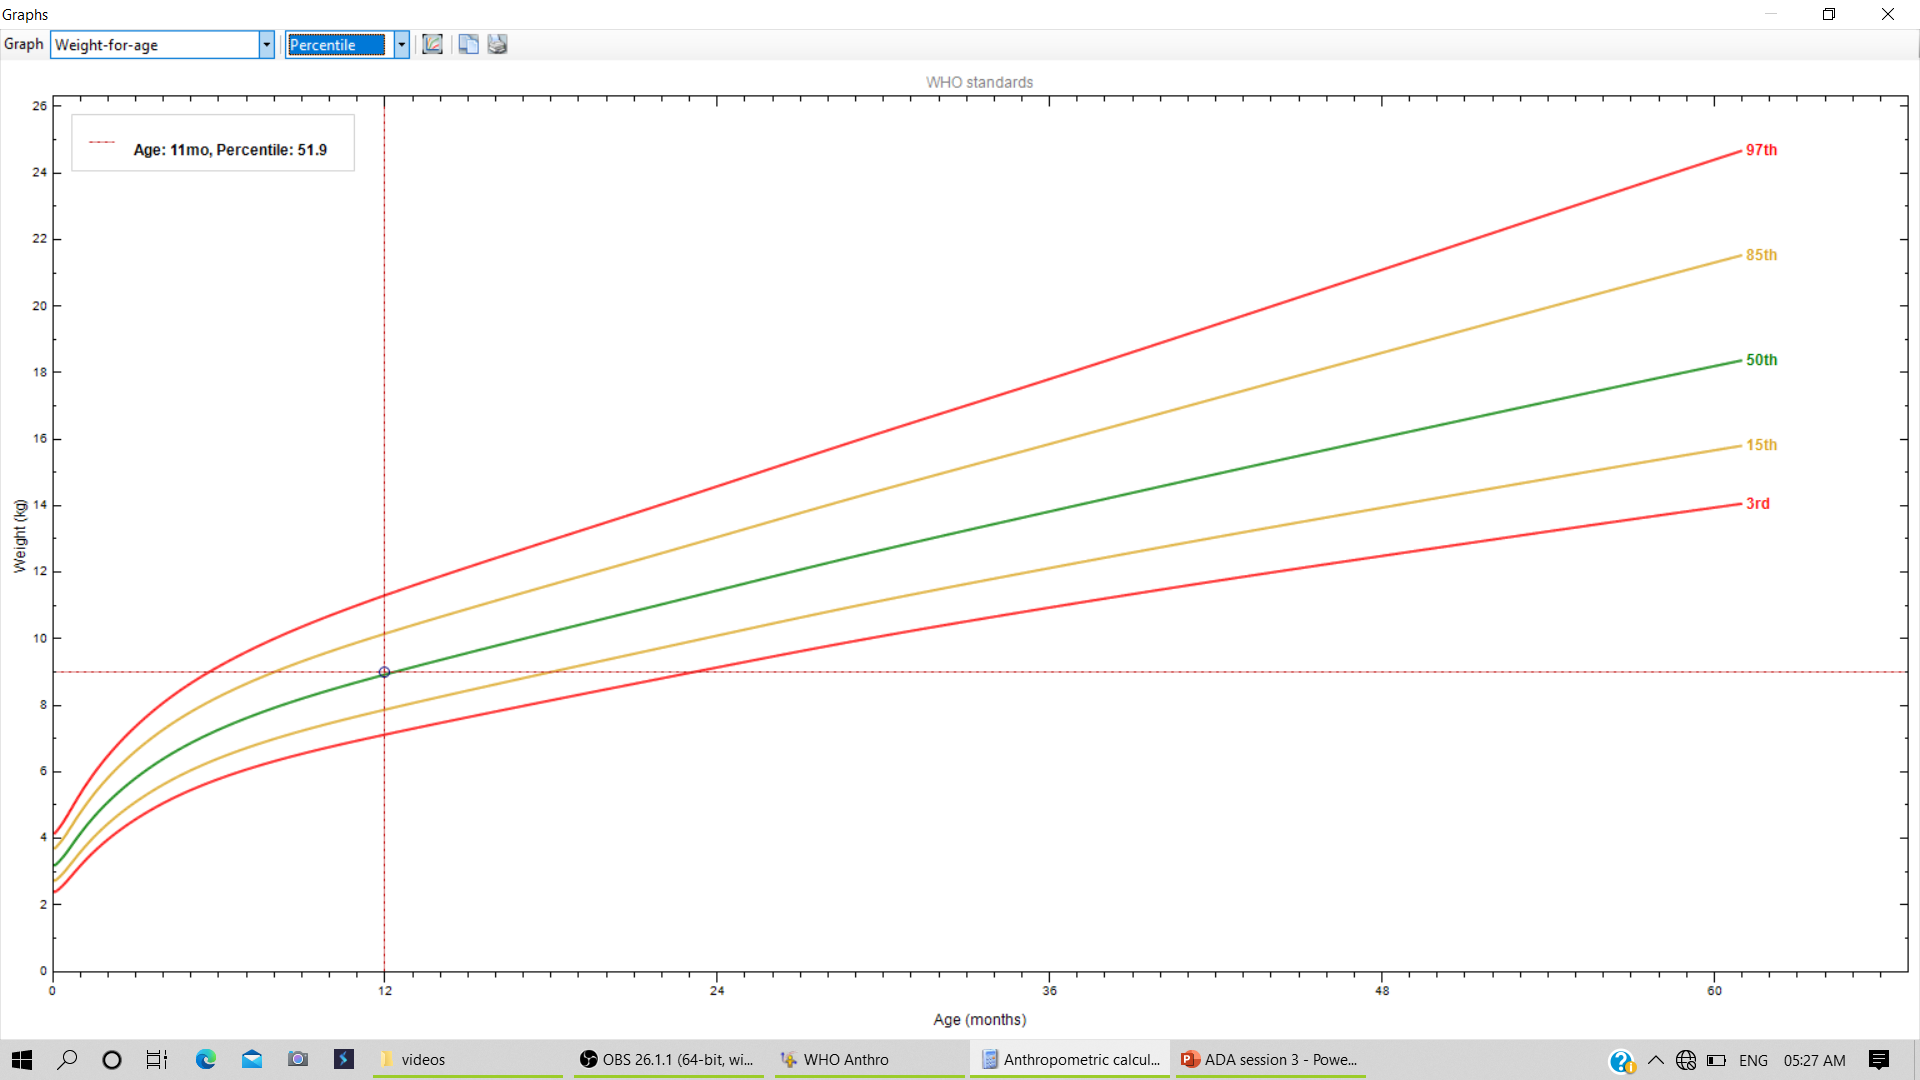 Graphs
Graph Weight-for-age Percentile
WHO standards
Age: 11mo, Percentile: 51.9
26
24
22
20
18
16
14
12
10
8
6
4
2
0
Weight (kg)
97th
85th
50th
15th
3rd
0 12 24 36 48 60
Age (months)
videos
OBS 26.1.1 (64-bit, wi...
WHO Anthro
Anthropometric calcul...
ADA session 3 - Powe...
ENG 05:27 AM